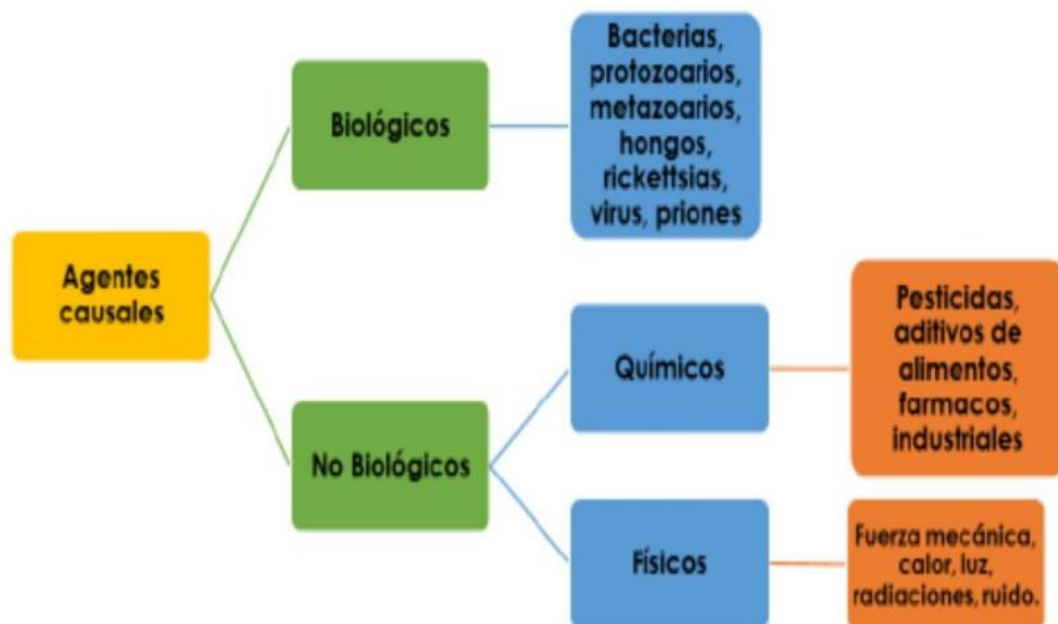 Agentes
causales
Biológicos
Bacterias,
protozoarios,
metazoarios,
hongos,
rickettsias,
virus, priones
No Biológicos
Químicos
Pesticidas,
aditivos de
alimentos,
farmacos,
industriales
Físicos
Fuerza mecánica,
calor, luz,
radiaciones, ruido.